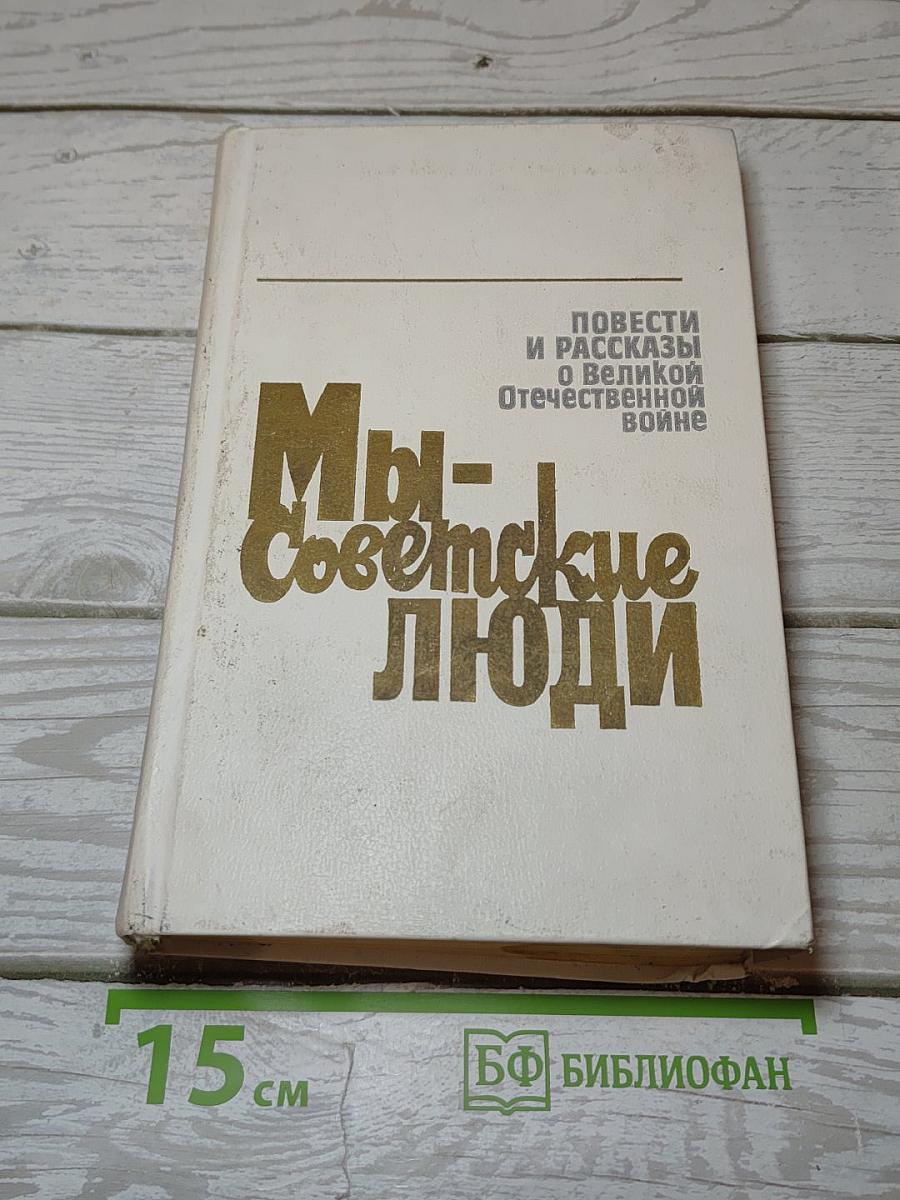 ПОВЕСТИ
И РАССКАЗЫ
о Великой
Отечественной
войне
Мы-
Советские
ЛЮДИ
15 см
БФ БИБЛИОФАН